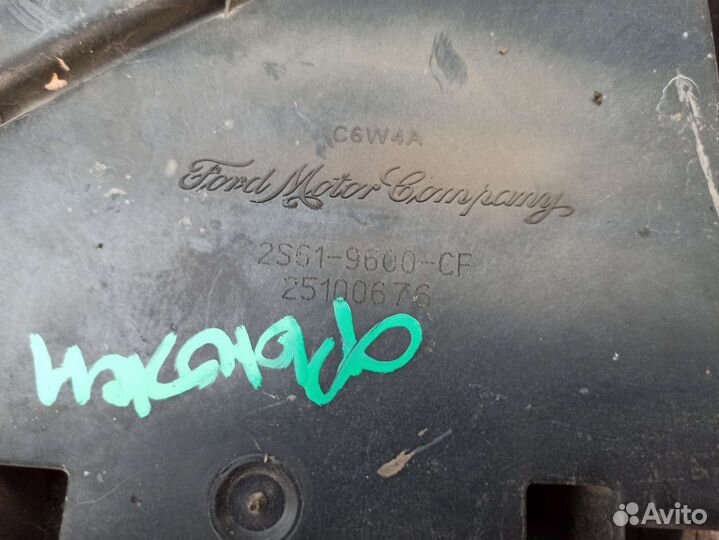 C6W4A
Ford Motor Company
2S61-9600-CF
25100676
Avito